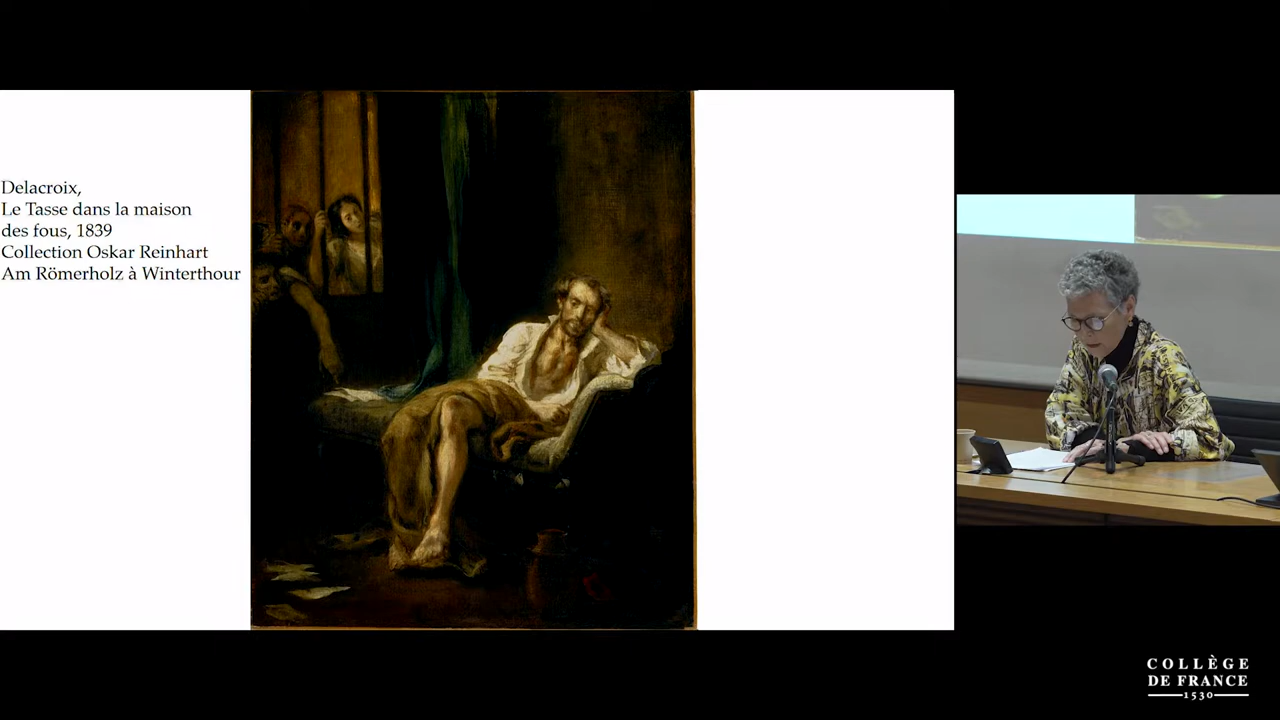 Delacroix,
Le Tasse dans la maison
des fous, 1839
Collection Oskar Reinhart
Am Römerholz à Winterthour
COLLÈGE
DE FRANCE
1530